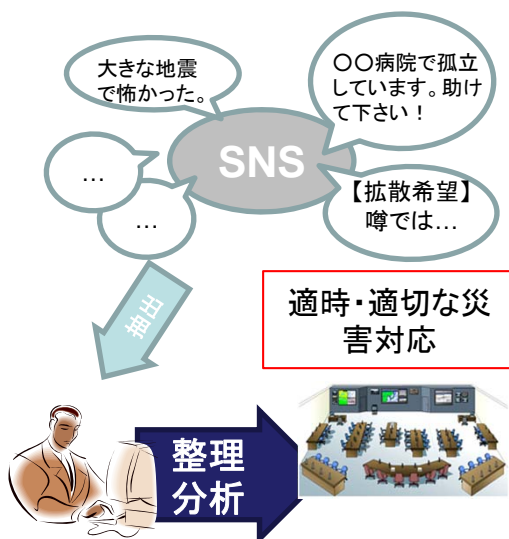 大きな地震
で怖かった。
〇〇病院で孤立
しています。助け
て下さい！
SNS
…
…
【拡散希望】
噂では…
抽出
適時・適切な災
害対応
整理
分析